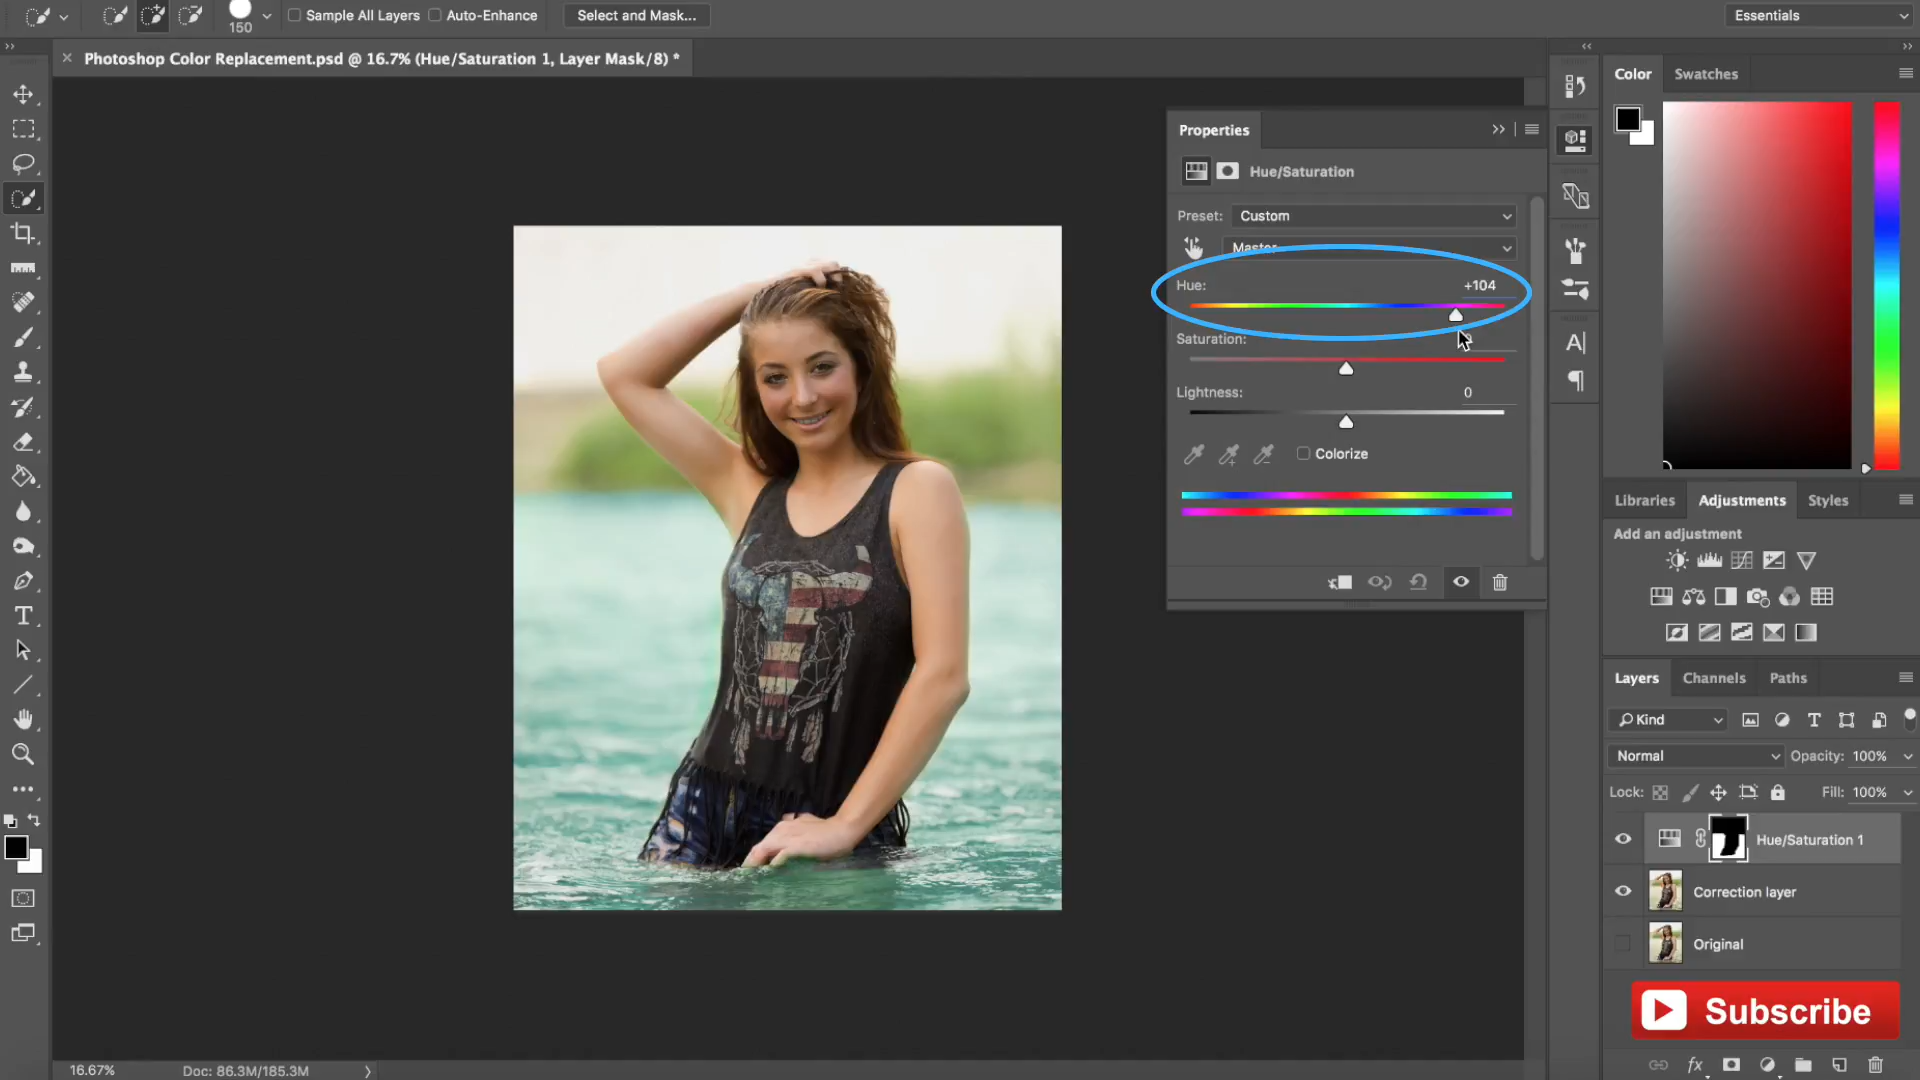 150
Sample All Layers
Auto-Enhance
Select and Mask...
Essentials
Photoshop Color Replacement.psd @ 16.7% (Hue/Saturation 1, Layer Mask/8) *
Properties
Hue/Saturation
Preset: Custom
Master
Hue: +104
Saturation:
Lightness: 0
Colorize
Color
Swatches
Libraries
Adjustments
Styles
Add an adjustment
Layers
Channels
Paths
Kind
Normal
Opacity: 100%
Lock:
Fill: 100%
Hue/Saturation 1
Correction layer
Original
Subscribe
fx
16.67%
Doc: 86.3M/185.3M